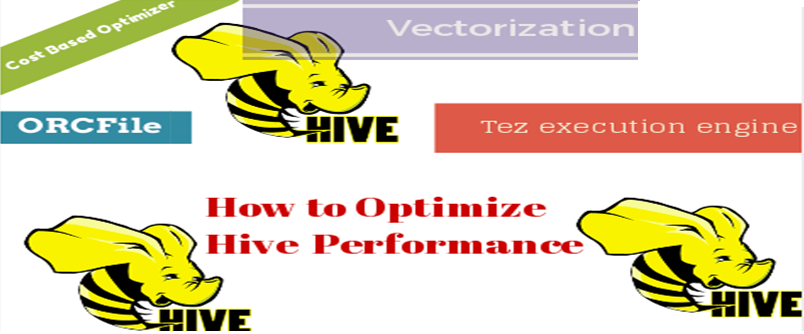 Cost Based Optimizer
Vectorization
ORCFile
HIVE
Tez execution engine
How to Optimize
Hive Performance
HIVE
HIVE